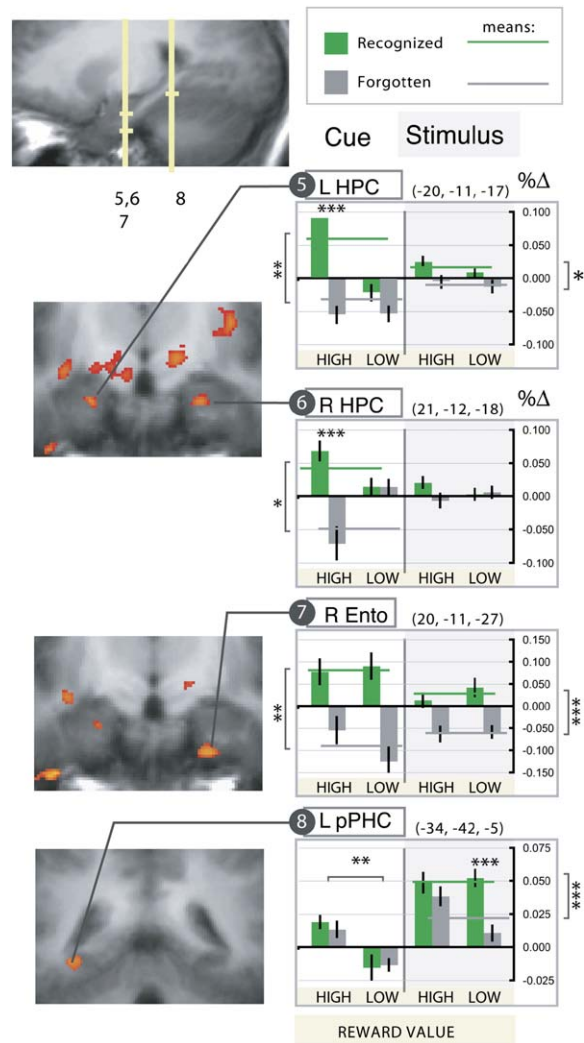 Recognized
means:
Forgotten
Cue
Stimulus
5,6
7
8
5
L HPC
(-20, -11, -17)
%Δ
***
**
*
0.100
0.050
0.000
-0.050
-0.100
HIGH LOW HIGH LOW
6
R HPC
(21, -12, -18)
%Δ
***
*
0.100
0.050
0.000
-0.050
-0.100
HIGH LOW HIGH LOW
7
R Ento
(20, -11, -27)
**
***
0.150
0.100
0.050
0.000
-0.050
-0.100
-0.150
HIGH LOW HIGH LOW
8
L pPHC
(-34, -42, -5)
**
***
***
0.075
0.050
0.025
0.000
-0.025
HIGH LOW HIGH LOW
REWARD VALUE